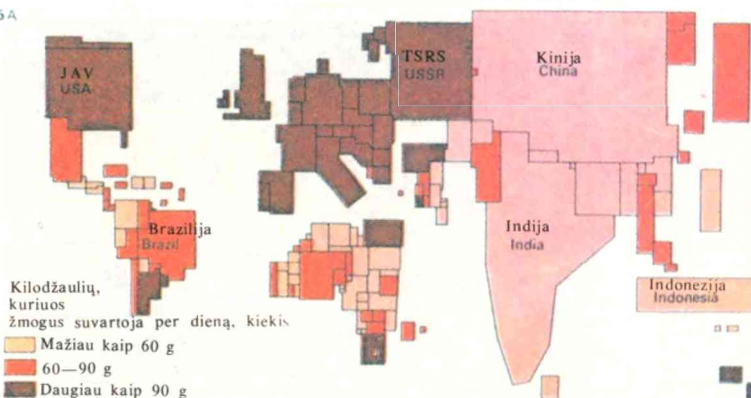 JAV
USA
TSRS
USSR
Kinija
China
Brazilija
Brazil
Indija
India
Indonezija
Indonesia
Kilodžaulių,
kuriuos
žmogus suvartoja per dieną, kiekis
Mažiau kaip 60 g
60—90 g
Daugiau kaip 90 g